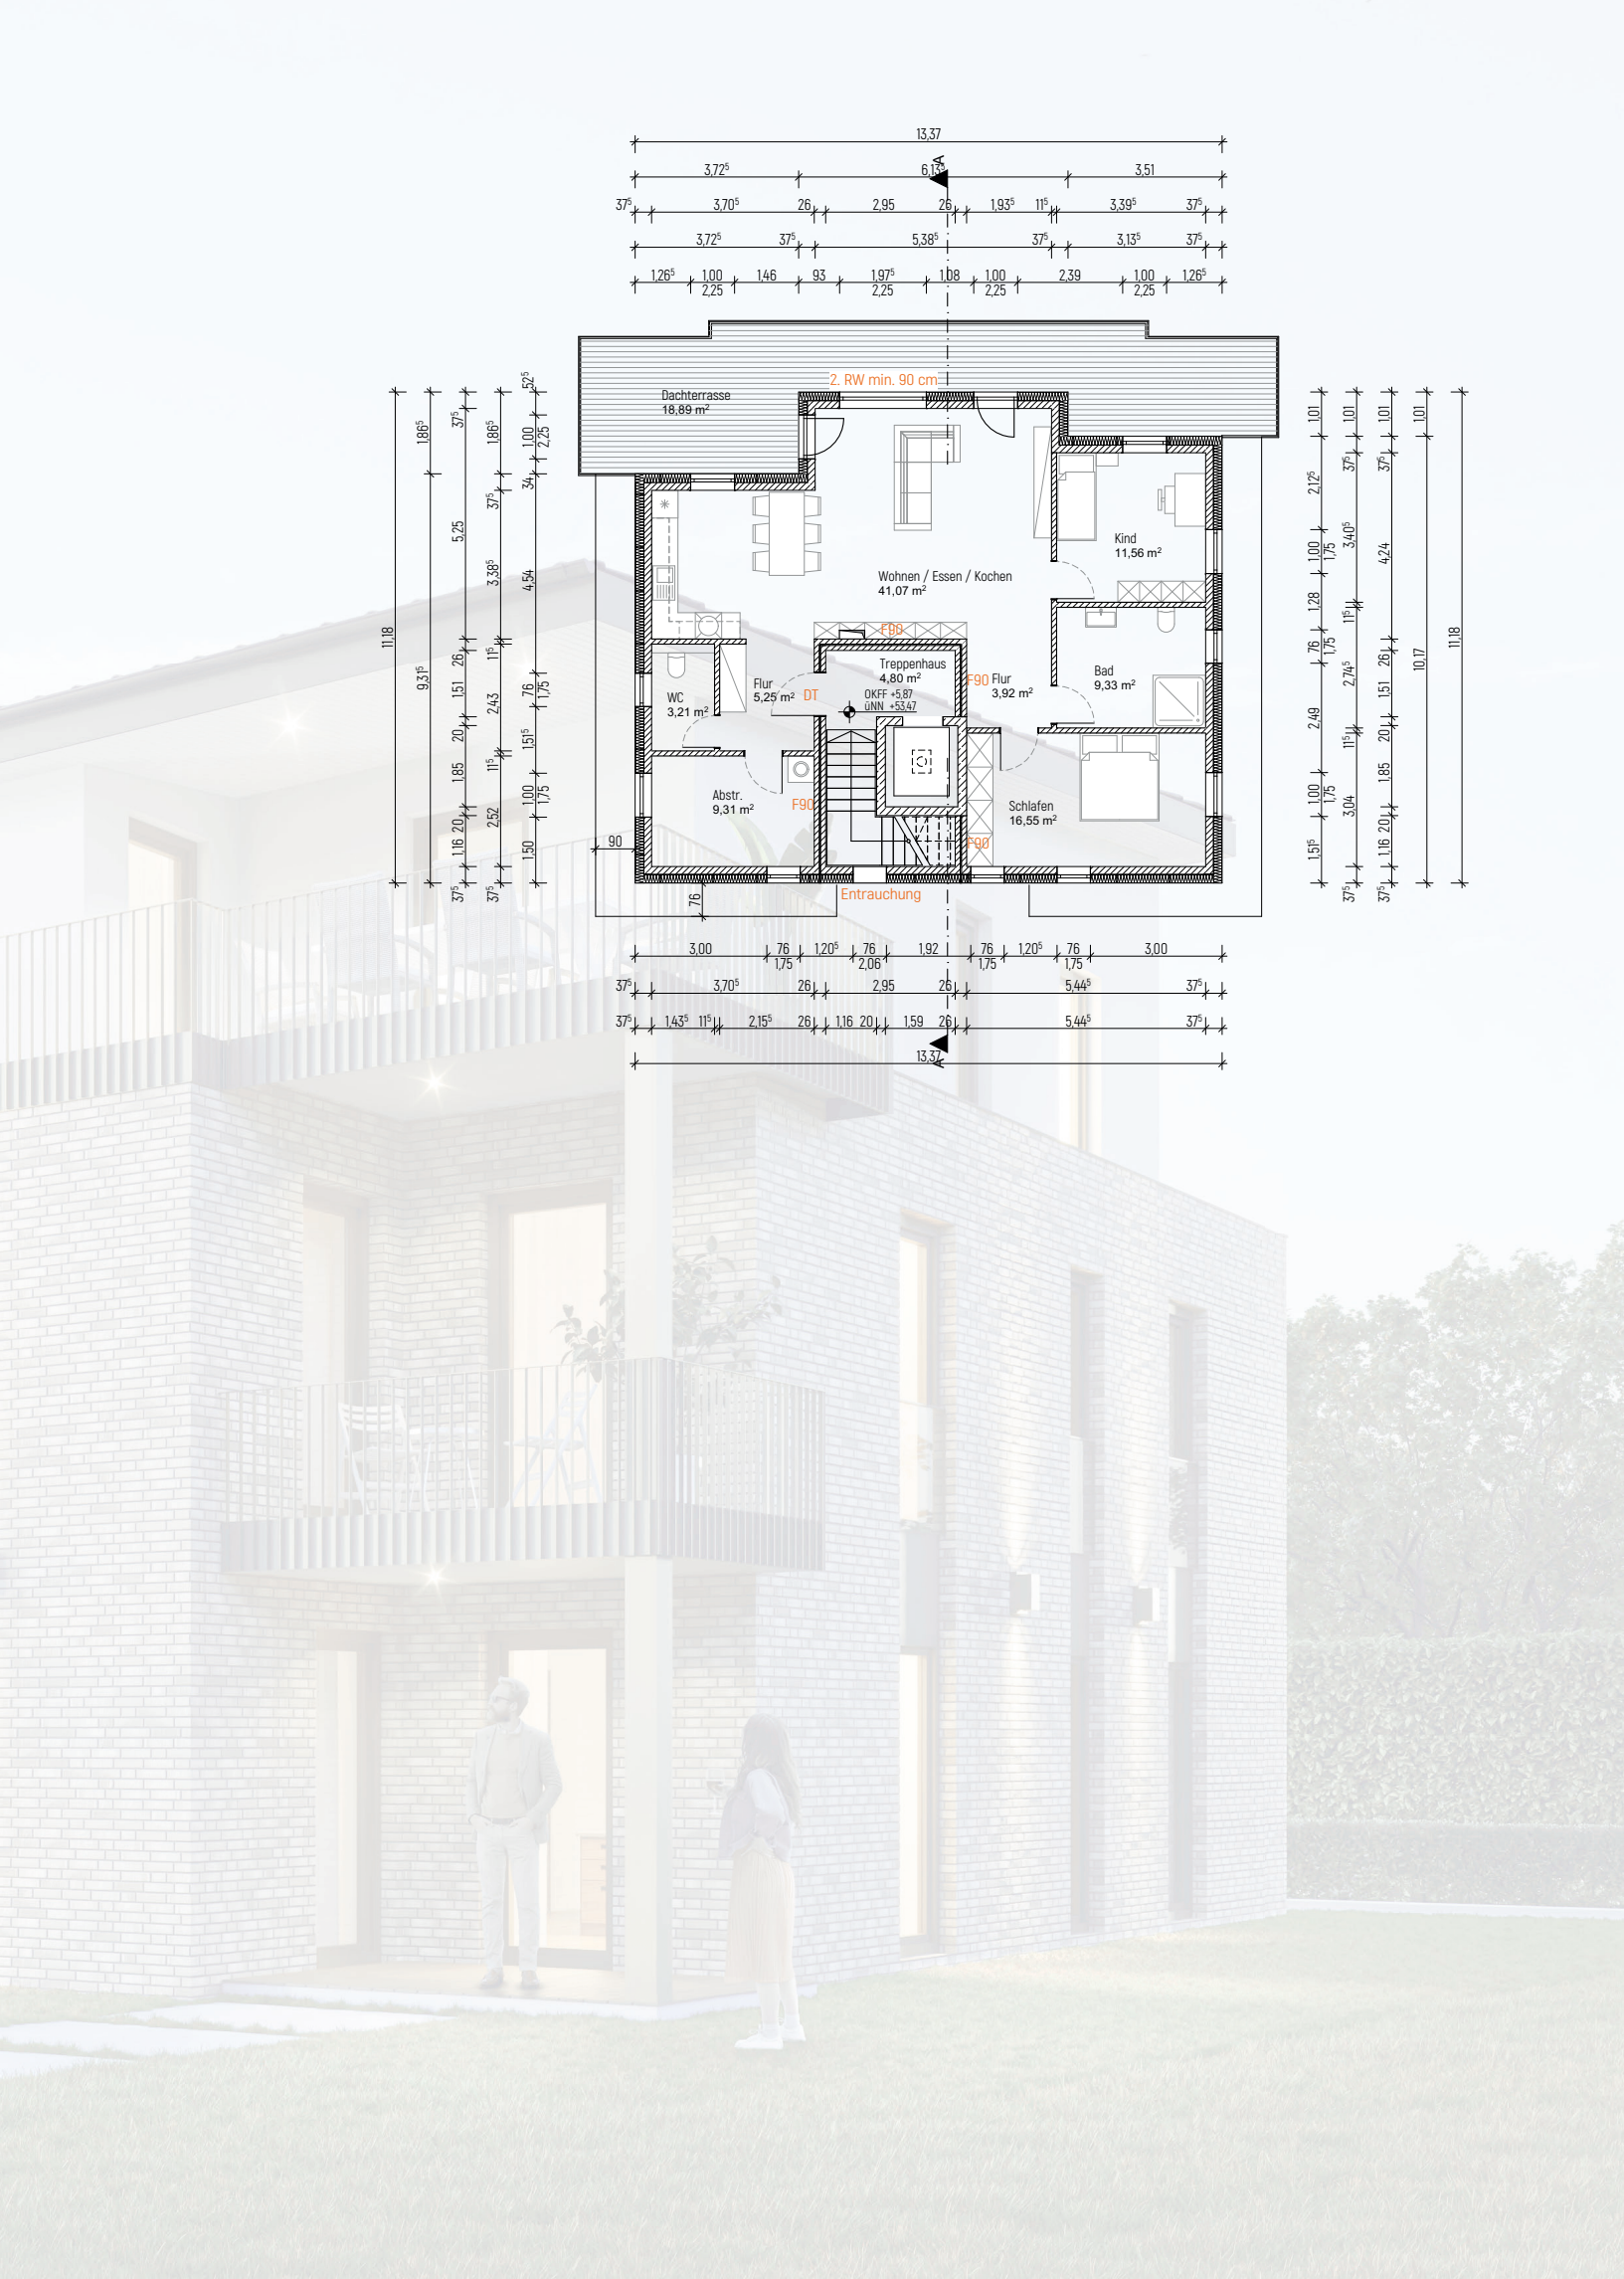 13,37
A
3,72⁵ 6,13⁵ 3,51
37⁵ 3,70⁵ 26 2,95 26 1,93⁵ 11⁵ 3,39⁵ 37⁵
3,72⁵ 37⁵ 5,38⁵ 37⁵ 3,13⁵ 37⁵
1,26⁵ 1,00 1,46 93 1,97⁵ 1,08 1,00 2,39 1,00 1,26⁵
2,25 2,25 2,25 2,25
11,18
1,86⁵ 9,31⁵
37⁵ 5,25 26 1,51 20 1,85 20 1,16 37⁵
1,86⁵ 37⁵ 3,38⁵ 11⁵ 2,43 11⁵ 2,52 37⁵
52⁵ 1,00 34 4,54 76 1,51⁵ 1,00 1,50
2,25 1,75 1,75
90
76
2. RW min. 90 cm
Dachterrasse
18,89 m²
Kind
11,56 m²
Wohnen / Essen / Kochen
41,07 m²
F90
Treppenhaus
4,80 m²
OKFF +5,87
üNN +53,47
F90
Flur
3,92 m²
Bad
9,33 m²
WC
3,21 m²
Flur
5,25 m²
DT
Abstr.
9,31 m²
F90
Schlafen
16,55 m²
F90
Entrauchung
1,01 2,12⁵ 1,00 1,28 76 2,49 1,00 1,51⁵
1,75 1,75 1,75
1,01 37⁵ 3,40⁵ 11⁵ 2,74⁵ 11⁵ 3,04 37⁵
1,01 37⁵ 4,24 26 1,51 20 1,85 20 1,16 37⁵
1,01 10,17
11,18
3,00 76 1,20⁵ 76 1,92 76 1,20⁵ 76 3,00
1,75 2,06 1,75 1,75
37⁵ 3,70⁵ 26 2,95 26 5,44⁵ 37⁵
37⁵ 1,43⁵ 11⁵ 2,15⁵ 26 1,16 20 1,59 26 5,44⁵ 37⁵
13,37
A